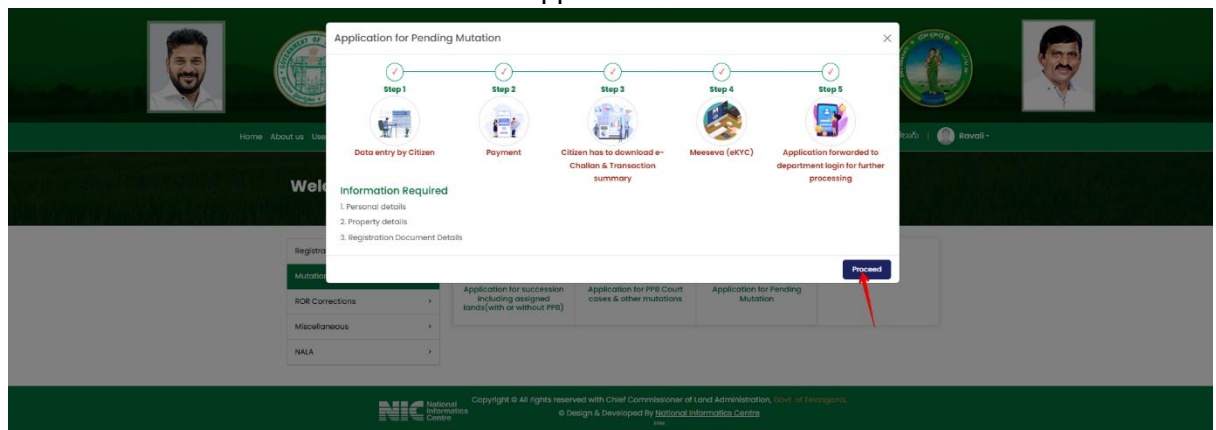 Application for Pending Mutation
Step 1
Step 2
Step 3
Step 4
Step 5
Data entry by Citizen
Payment
Citizen has to download e-
Challan & Transaction
summary
Meeseva (eKYC)
Application forwarded to
department login for further
processing
Information Required
1. Personal details
2. Property details
3. Registration Document Details
Proceed
Home About us Use
Ravali
Welc
Registra
Mutation
ROR Corrections
Miscellaneous
NALA
Application for succession
including assigned
lands(with or without PPB)
Application for PPB Court
cases & other mutations
Application for Pending
Mutation
NIC National
Informatics
Centre
Copyright © All rights reserved with Chief Commissioner of Land Administration, Govt. of Telangana.
© Design & Developed By National Informatics Centre